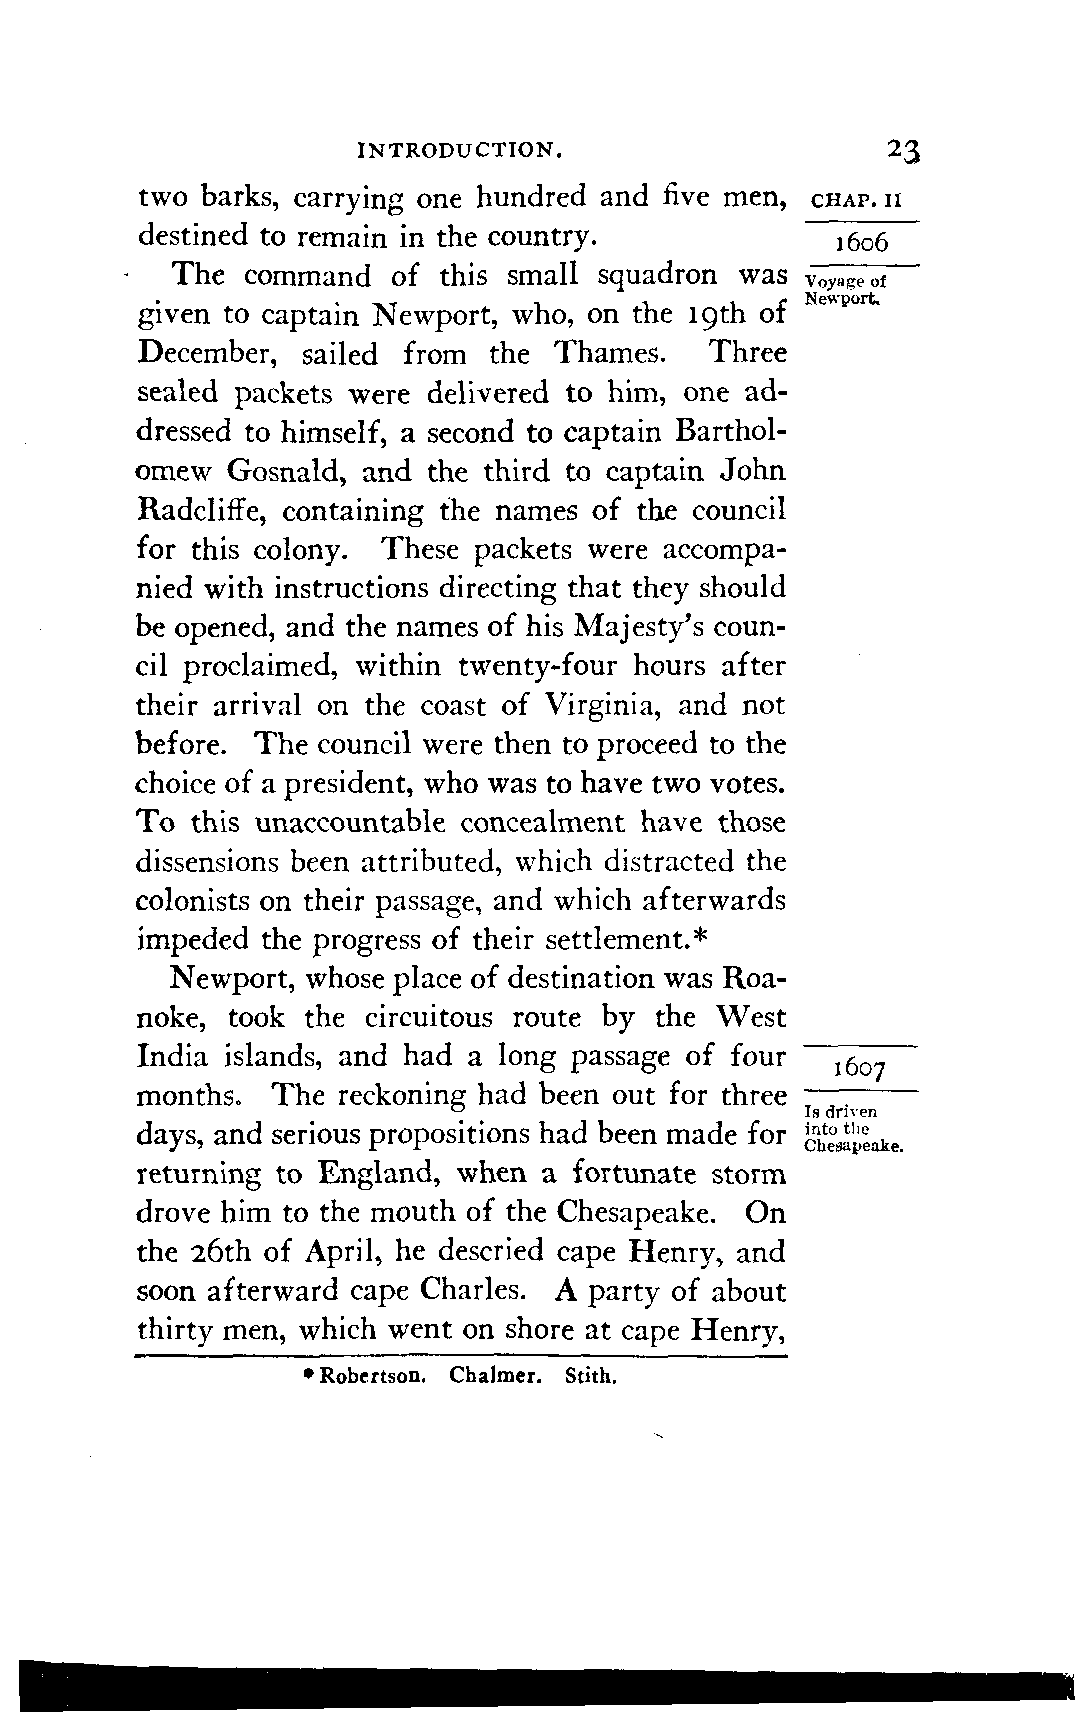 INTRODUCTION. 23
two barks, carrying one hundred and five men,
destined to remain in the country.
CHAP. II
1606
The command of this small squadron was
given to captain Newport, who, on the 19th of
Voyage of
Newport.
December, sailed from the Thames. Three
sealed packets were delivered to him, one ad-
dressed to himself, a second to captain Barthol-
omew Gosnald, and the third to captain John
Radcliffe, containing the names of the council
for this colony. These packets were accompa-
nied with instructions directing that they should
be opened, and the names of his Majesty's coun-
cil proclaimed, within twenty-four hours after
their arrival on the coast of Virginia, and not
before. The council were then to proceed to the
choice of a president, who was to have two votes.
To this unaccountable concealment have those
dissensions been attributed, which distracted the
colonists on their passage, and which afterwards
impeded the progress of their settlement.*
Newport, whose place of destination was Roa-
noke, took the circuitous route by the West
India islands, and had a long passage of four
months. The reckoning had been out for three
days, and serious propositions had been made for
1607
Is driven
into the
Chesapeake.
returning to England, when a fortunate storm
drove him to the mouth of the Chesapeake. On
the 26th of April, he descried cape Henry, and
soon afterward cape Charles. A party of about
thirty men, which went on shore at cape Henry,
* Robertson. Chalmer. Stith.